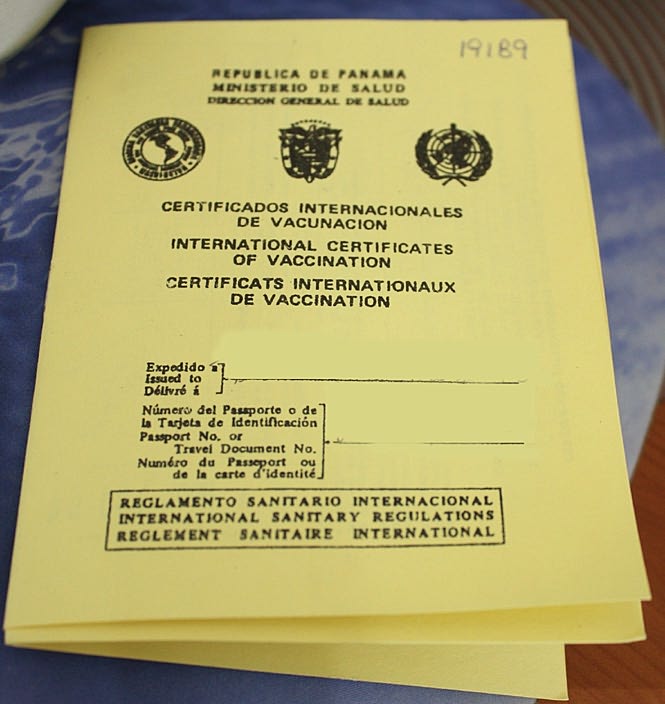 19189
REPUBLICA DE PANAMA
MINISTERIO DE SALUD
DIRECCION GENERAL DE SALUD
CERTIFICADOS INTERNACIONALES
DE VACUNACION
INTERNATIONAL CERTIFICATES
OF VACCINATION
CERTIFICATS INTERNATIONAUX
DE VACCINATION
Expedido a
Issued to
Délivré á
Número del Pasaporte o de
la Tarjeta de Identificación
Passport No. or
Travel Document No.
Numéro du Passeport ou
de la carte d'identité
REGLAMENTO SANITARIO INTERNACIONAL
INTERNATIONAL SANITARY REGULATIONS
REGLEMENT SANITAIRE INTERNATIONAL